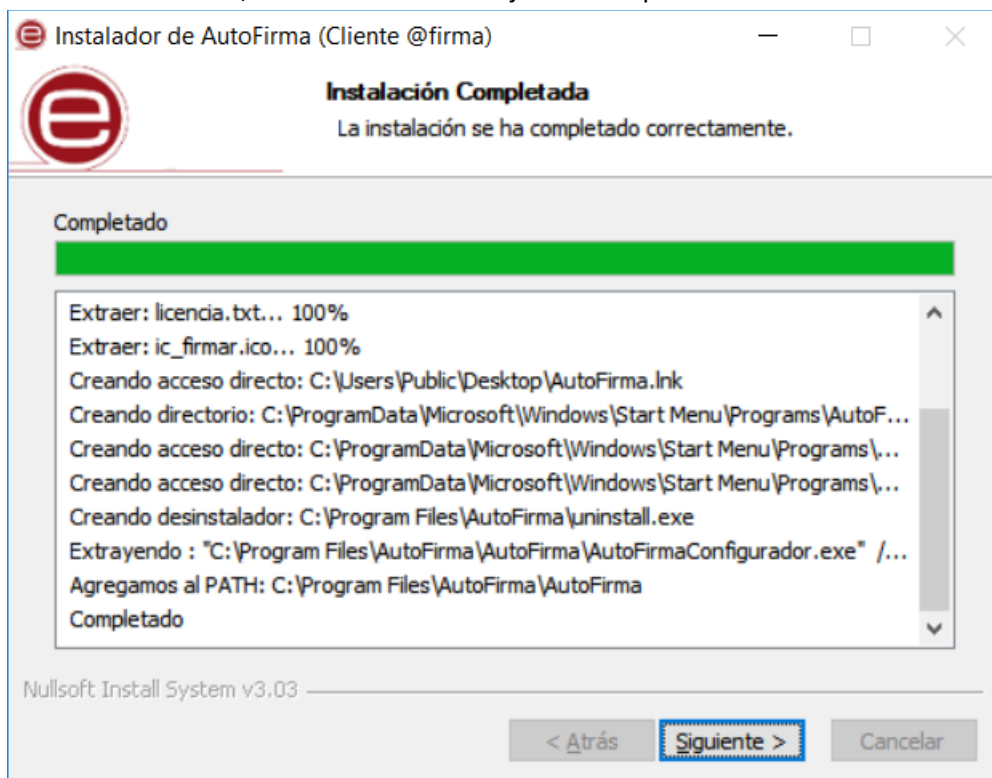 Instalador de AutoFirma (Cliente @firma)
e
Instalación Completada
La instalación se ha completado correctamente.
Completado
Extraer: licencia.txt... 100%
Extraer: ic_firmar.ico... 100%
Creando acceso directo: C:\Users\Public\Desktop\AutoFirma.lnk
Creando directorio: C:\ProgramData\Microsoft\Windows\Start Menu\Programs\AutoF...
Creando acceso directo: C:\ProgramData\Microsoft\Windows\Start Menu\Programs\...
Creando acceso directo: C:\ProgramData\Microsoft\Windows\Start Menu\Programs\...
Creando desinstalador: C:\Program Files\AutoFirma\uninstall.exe
Extrayendo : "C:\Program Files\AutoFirma\AutoFirma\AutoFirmaConfigurador.exe" /...
Agregamos al PATH: C:\Program Files\AutoFirma\AutoFirma
Completado
Nullsoft Install System v3.03
< Atrás
Siguiente >
Cancelar